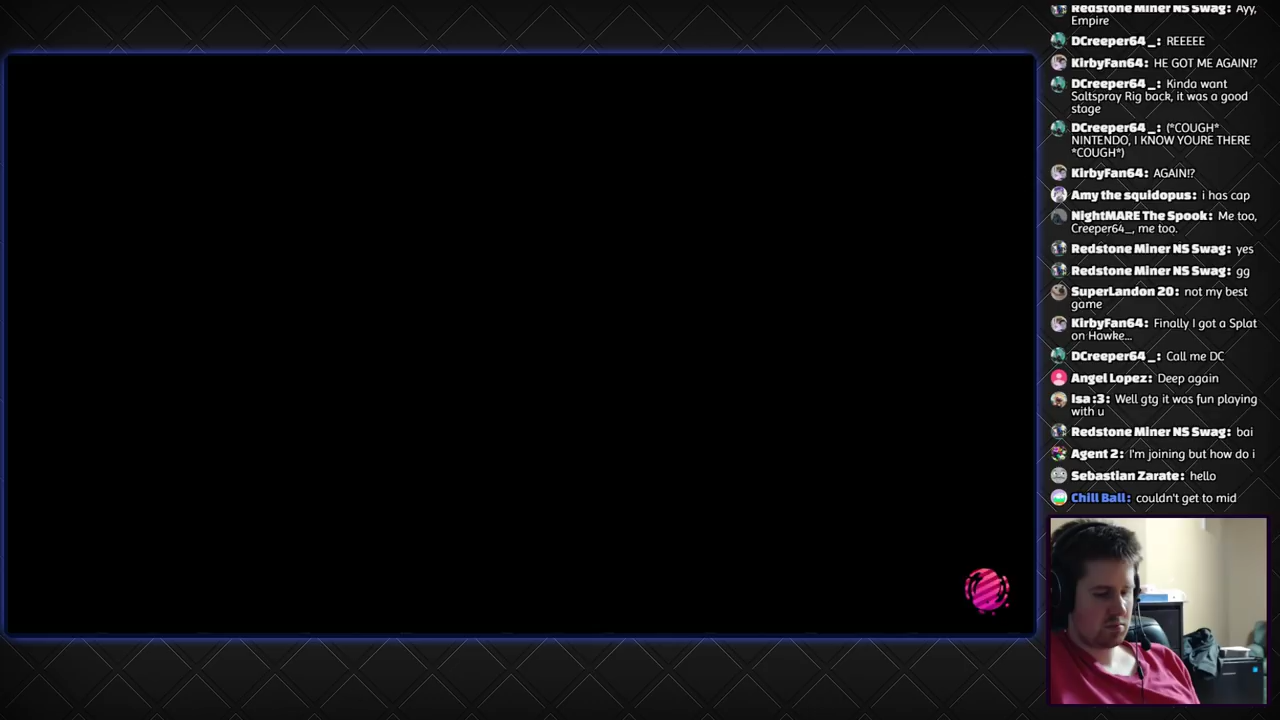 Redstone Miner NS Swag: Ayy,
Empire
DCreeper64_: REEEEE
KirbyFan64: HE GOT ME AGAIN!?
DCreeper64_: Kinda want
Saltspray Rig back, it was a good
stage
DCreeper64_: (*COUGH*
NINTENDO, I KNOW YOURE THERE
*COUGH*)
KirbyFan64: AGAIN!?
Amy the squidopus: i has cap
NightMARE The Spook: Me too,
Creeper64_, me too.
Redstone Miner NS Swag: yes
Redstone Miner NS Swag: gg
SuperLandon 20: not my best
game
KirbyFan64: Finally I got a Splat
on Hawke...
DCreeper64_: Call me DC
Angel Lopez: Deep again
Isa :3: Well gtg it was fun playing
with u
Redstone Miner NS Swag: bai
Agent 2: I'm joining but how do i
Sebastian Zarate: hello
Chill Ball: couldn't get to mid